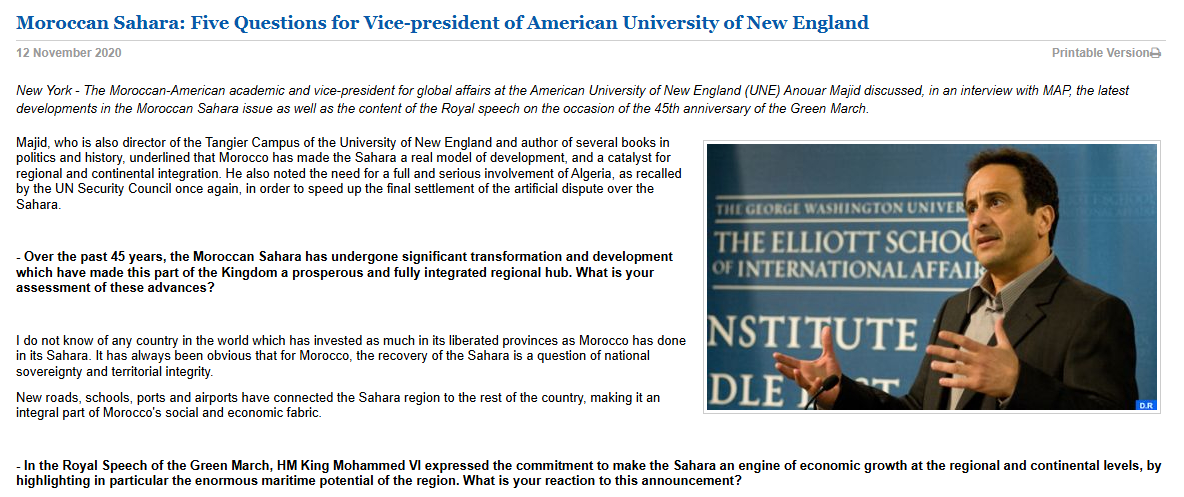 Moroccan Sahara: Five Questions for Vice-president of American University of New England
12 November 2020
Printable Version
New York - The Moroccan-American academic and vice-president for global affairs at the American University of New England (UNE) Anouar Majid discussed, in an interview with MAP, the latest
developments in the Moroccan Sahara issue as well as the content of the Royal speech on the occasion of the 45th anniversary of the Green March.
Majid, who is also director of the Tangier Campus of the University of New England and author of several books in
politics and history, underlined that Morocco has made the Sahara a real model of development, and a catalyst for
regional and continental integration. He also noted the need for a full and serious involvement of Algeria, as recalled
by the UN Security Council once again, in order to speed up the final settlement of the artificial dispute over the
Sahara.
- Over the past 45 years, the Moroccan Sahara has undergone significant transformation and development
which have made this part of the Kingdom a prosperous and fully integrated regional hub. What is your
assessment of these advances?
I do not know of any country in the world which has invested as much in its liberated provinces as Morocco has done
in its Sahara. It has always been obvious that for Morocco, the recovery of the Sahara is a question of national
sovereignty and territorial integrity.
New roads, schools, ports and airports have connected the Sahara region to the rest of the country, making it an
integral part of Morocco's social and economic fabric.
THE GEORGE WASHINGTON UNIVER
THE ELLIOTT SCHOO
OF INTERNATIONAL AFFAIR
NSTITUTE
DLE
D.R
- In the Royal Speech of the Green March, HM King Mohammed VI expressed the commitment to make the Sahara an engine of economic growth at the regional and continental levels, by
highlighting in particular the enormous maritime potential of the region. What is your reaction to this announcement?